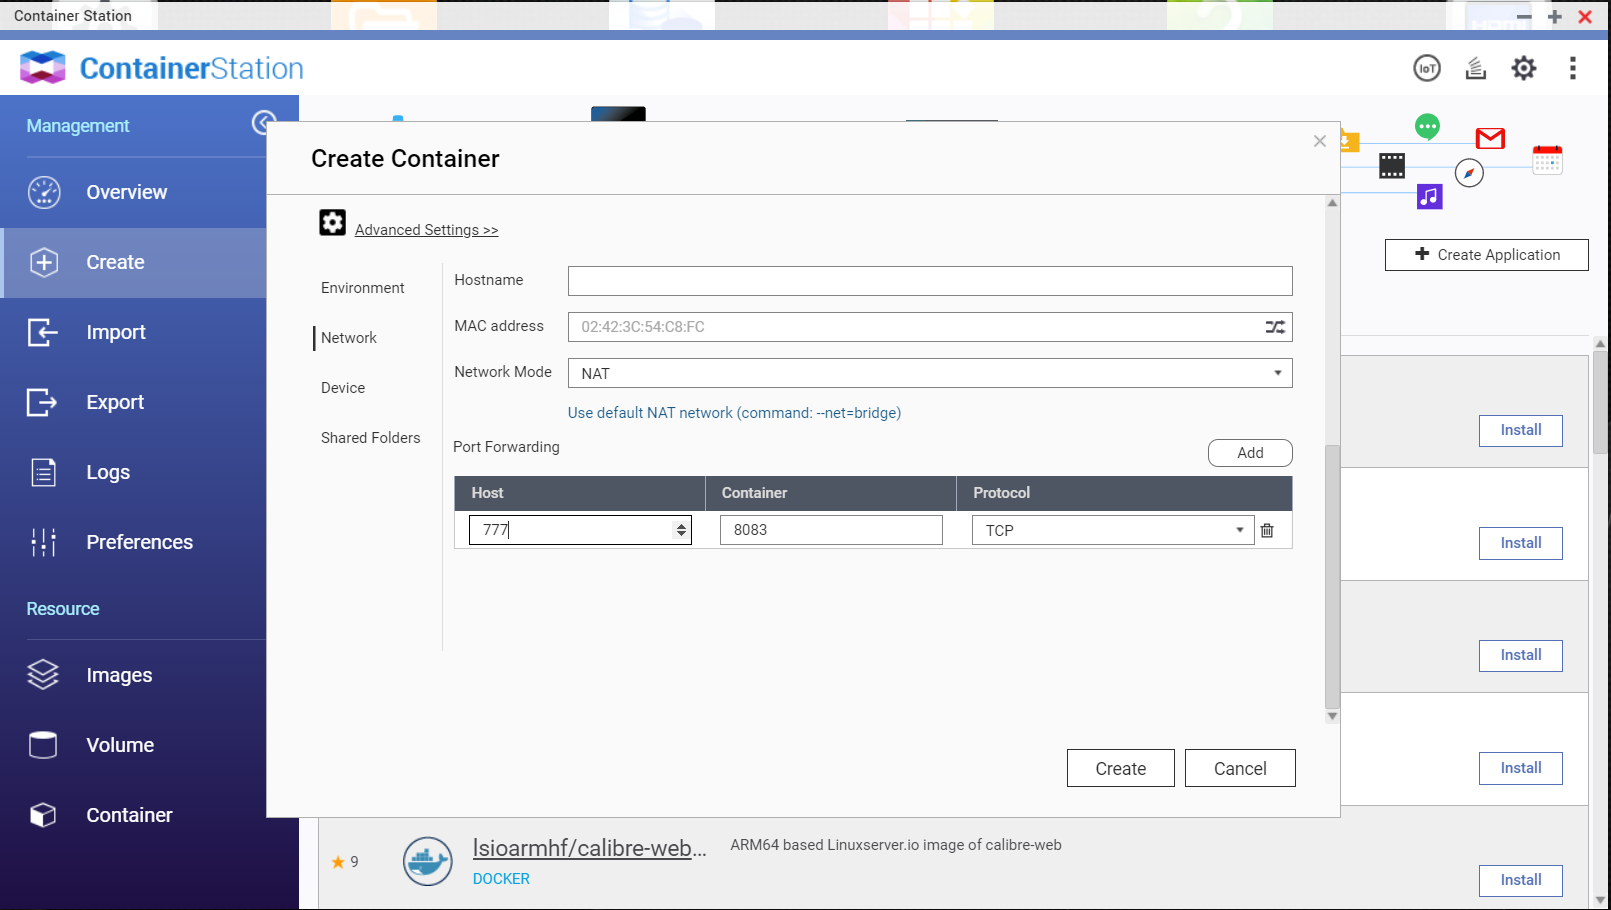 Container Station
ContainerStation
IoT
Management
Overview
Create
Import
Export
Logs
Preferences
Resource
Images
Volume
Container
Create Container
Advanced Settings >>
Environment
Network
Device
Shared Folders
Hostname
MAC address
02:42:3C:54:C8:FC
Network Mode
NAT
Use default NAT network (command: --net=bridge)
Port Forwarding
Add
Host Container Protocol
777 8083 TCP
Create Cancel
Create Application
Install
Install
Install
Install
9
lsioarmhf/calibre-web...
DOCKER
ARM64 based Linuxserver.io image of calibre-web
Install